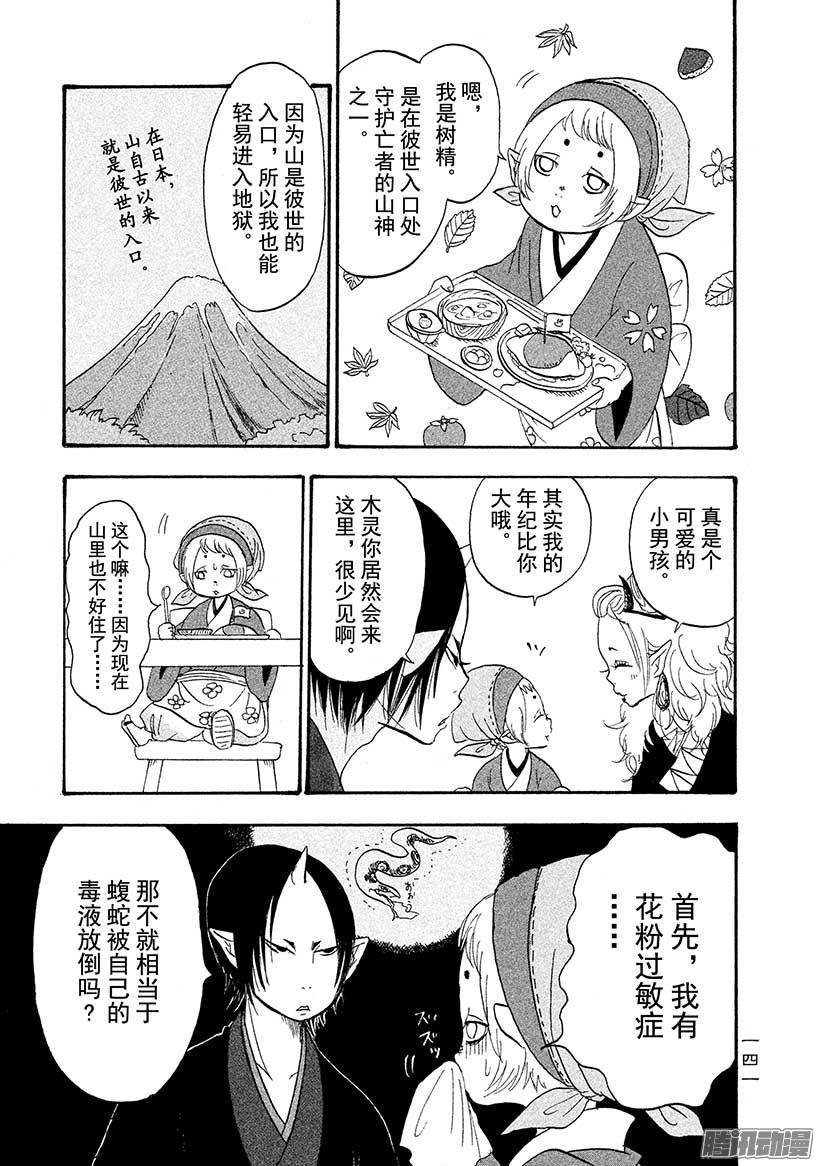 嗯，
我是树精。
是在彼世入口处
守护亡者的山神
之一。
因为山是彼世的
入口，所以我也能
轻易进入地狱。
在日本，
山自古以来
就是彼世的入口。
真是个
可爱的
小男孩。
其实我的
年纪比你
大哦。
木灵你居然会来
这里，很少见啊。
这个嘛……因为现在
山里也不好住了……
首先，我有
花粉过敏症
……
ズズッ
那不就相当于
蝮蛇被自己的
毒液放倒吗？
一四一
腾讯动漫